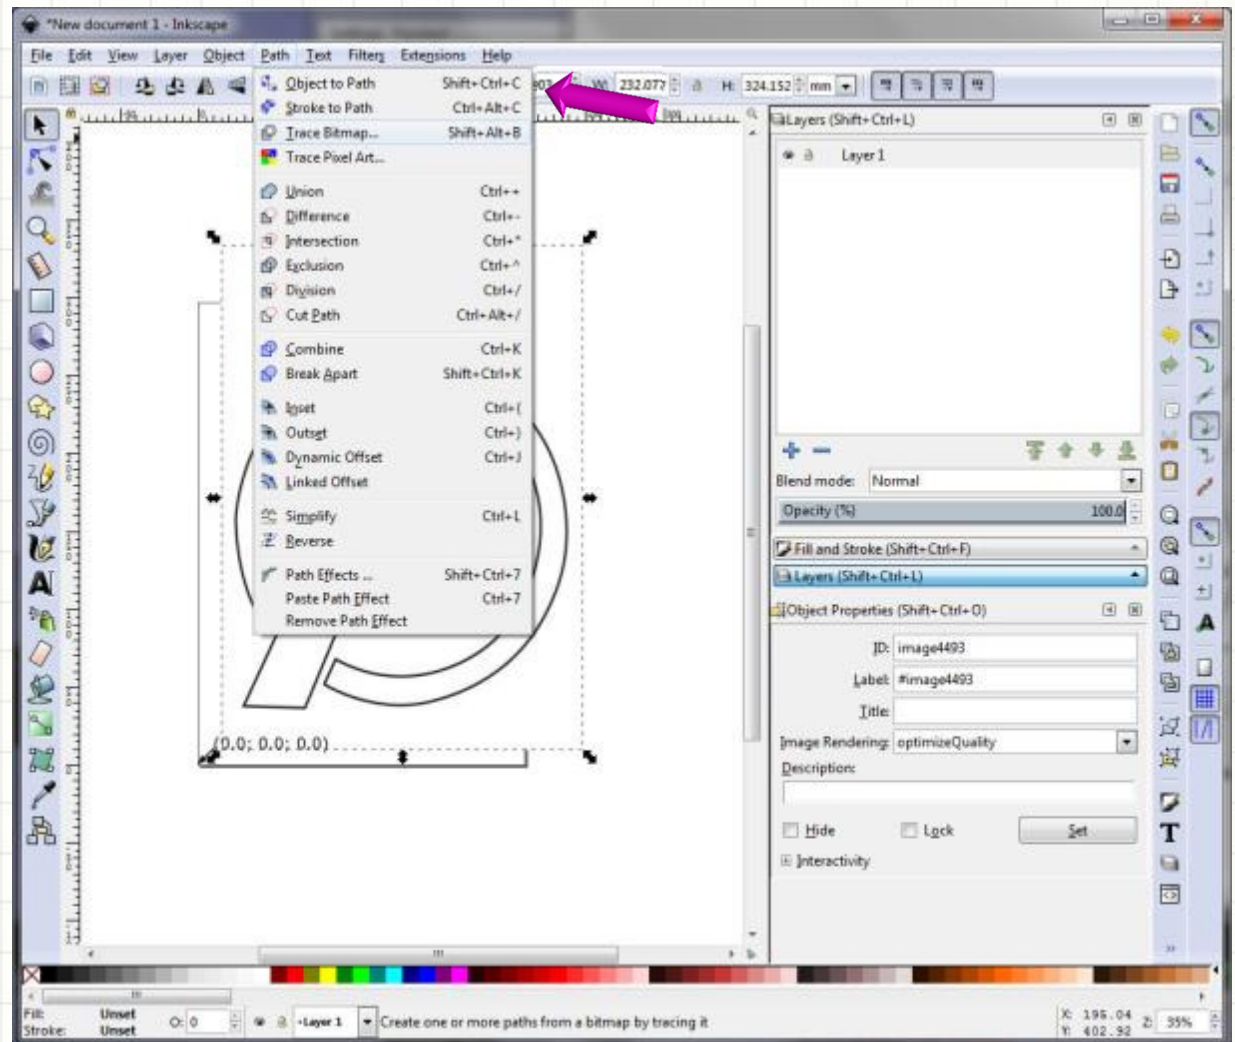 *New document 1 - Inkscape
File Edit View Layer Object Path Text Filters Extensions Help
W: 232.077 H: 324.152 mm
Object to Path Shift+Ctrl+C
Stroke to Path Ctrl+Alt+C
Trace Bitmap... Shift+Alt+B
Trace Pixel Art...
Union Ctrl++
Difference Ctrl+-
Intersection Ctrl+*
Exclusion Ctrl+^
Division Ctrl+/
Cut Path Ctrl+Alt+/
Combine Ctrl+K
Break Apart Shift+Ctrl+K
Inset Ctrl+(
Outset Ctrl+)
Dynamic Offset Ctrl+J
Linked Offset
Simplify Ctrl+L
Reverse
Path Effects ... Shift+Ctrl+7
Paste Path Effect Ctrl+7
Remove Path Effect
(0.0; 0.0; 0.0)
Layers (Shift+Ctrl+L)
Layer 1
Blend mode: Normal
Opacity (%) 100.0
Fill and Stroke (Shift+Ctrl+F)
Layers (Shift+Ctrl+L)
Object Properties (Shift+Ctrl+O)
ID: image4493
Label: #image4493
Title:
Image Rendering: optimizeQuality
Description:
Hide Lock Set
Interactivity
Fill: Unset
Stroke: Unset
O: 0
Layer 1
Create one or more paths from a bitmap by tracing it
X: 195.04
Y: 402.92
Z: 35%